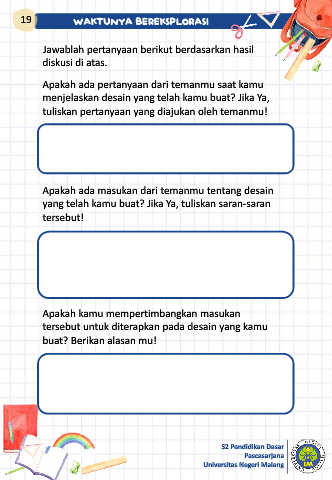 19
WAKTUNYA BEREKSPLORASI
Jawablah pertanyaan berikut berdasarkan hasil
diskusi di atas.
Apakah ada pertanyaan dari temanmu saat kamu
menjelaskan desain yang telah kamu buat? Jika Ya,
tuliskan pertanyaan yang diajukan oleh temanmu!
Apakah ada masukan dari temanmu tentang desain
yang telah kamu buat? Jika Ya, tuliskan saran-saran
tersebut!
Apakah kamu mempertimbangkan masukan
tersebut untuk diterapkan pada desain yang kamu
buat? Berikan alasan mu!
S2 Pendidikan Dasar
Pascasarjana
Universitas Negeri Malang